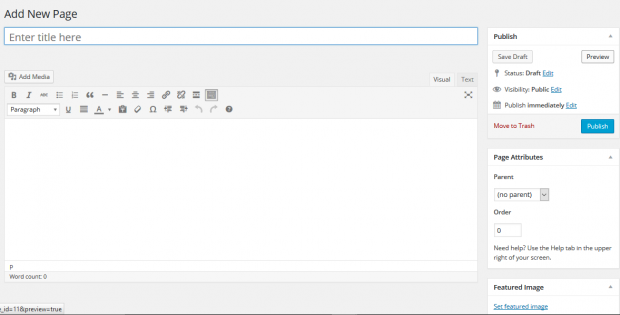 Add New Page
Enter title here
Add Media
Visual
Text
B I ABC
Paragraph
U
A
P
Word count: 0
e_id=11&preview=true
Publish
Save Draft
Preview
Status: Draft Edit
Visibility: Public Edit
Publish immediately Edit
Move to Trash
Publish
Page Attributes
Parent
(no parent)
Order
0
Need help? Use the Help tab in the upper
right of your screen.
Featured Image
Set featured image